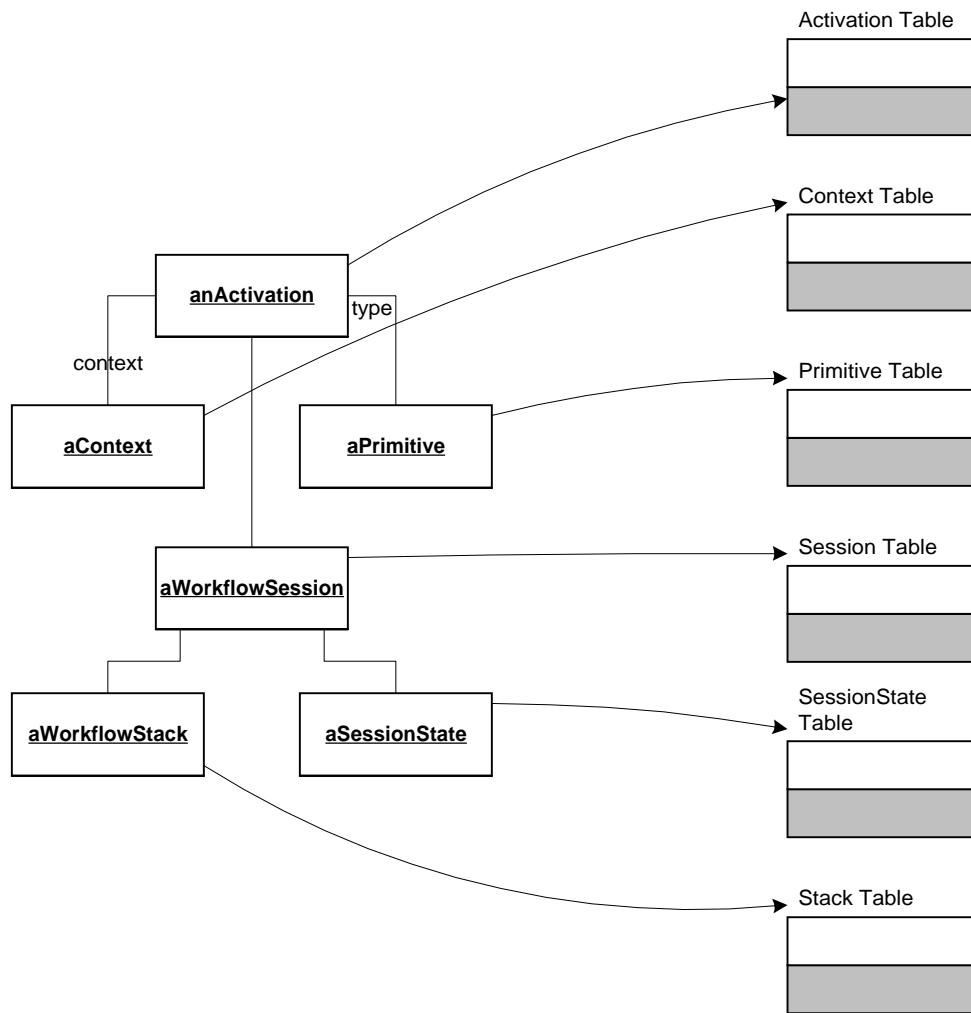 Activation Table
Context Table
anActivation
type
context
Primitive Table
aContext
aPrimitive
Session Table
aWorkflowSession
SessionState
Table
aWorkflowStack
aSessionState
Stack Table